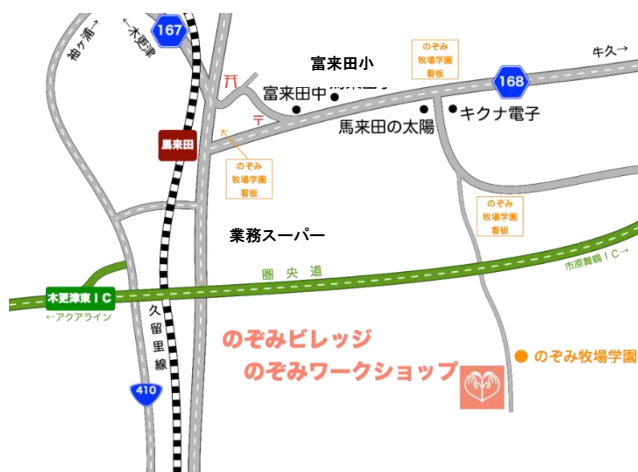 ←木更津
袖ヶ浦→
167
富来田小
のぞみ
牧場学園
看板
牛久→
168
富来田中
キクナ電子
馬来田の太陽
馬来田
のぞみ
牧場学園
看板
のぞみ
牧場学園
看板
業務スーパー
圏央道
市原舞鶴IC→
木更津東IC
←アクアライン
久留里線
のぞみビレッジ
のぞみワークショップ
のぞみ牧場学園
410